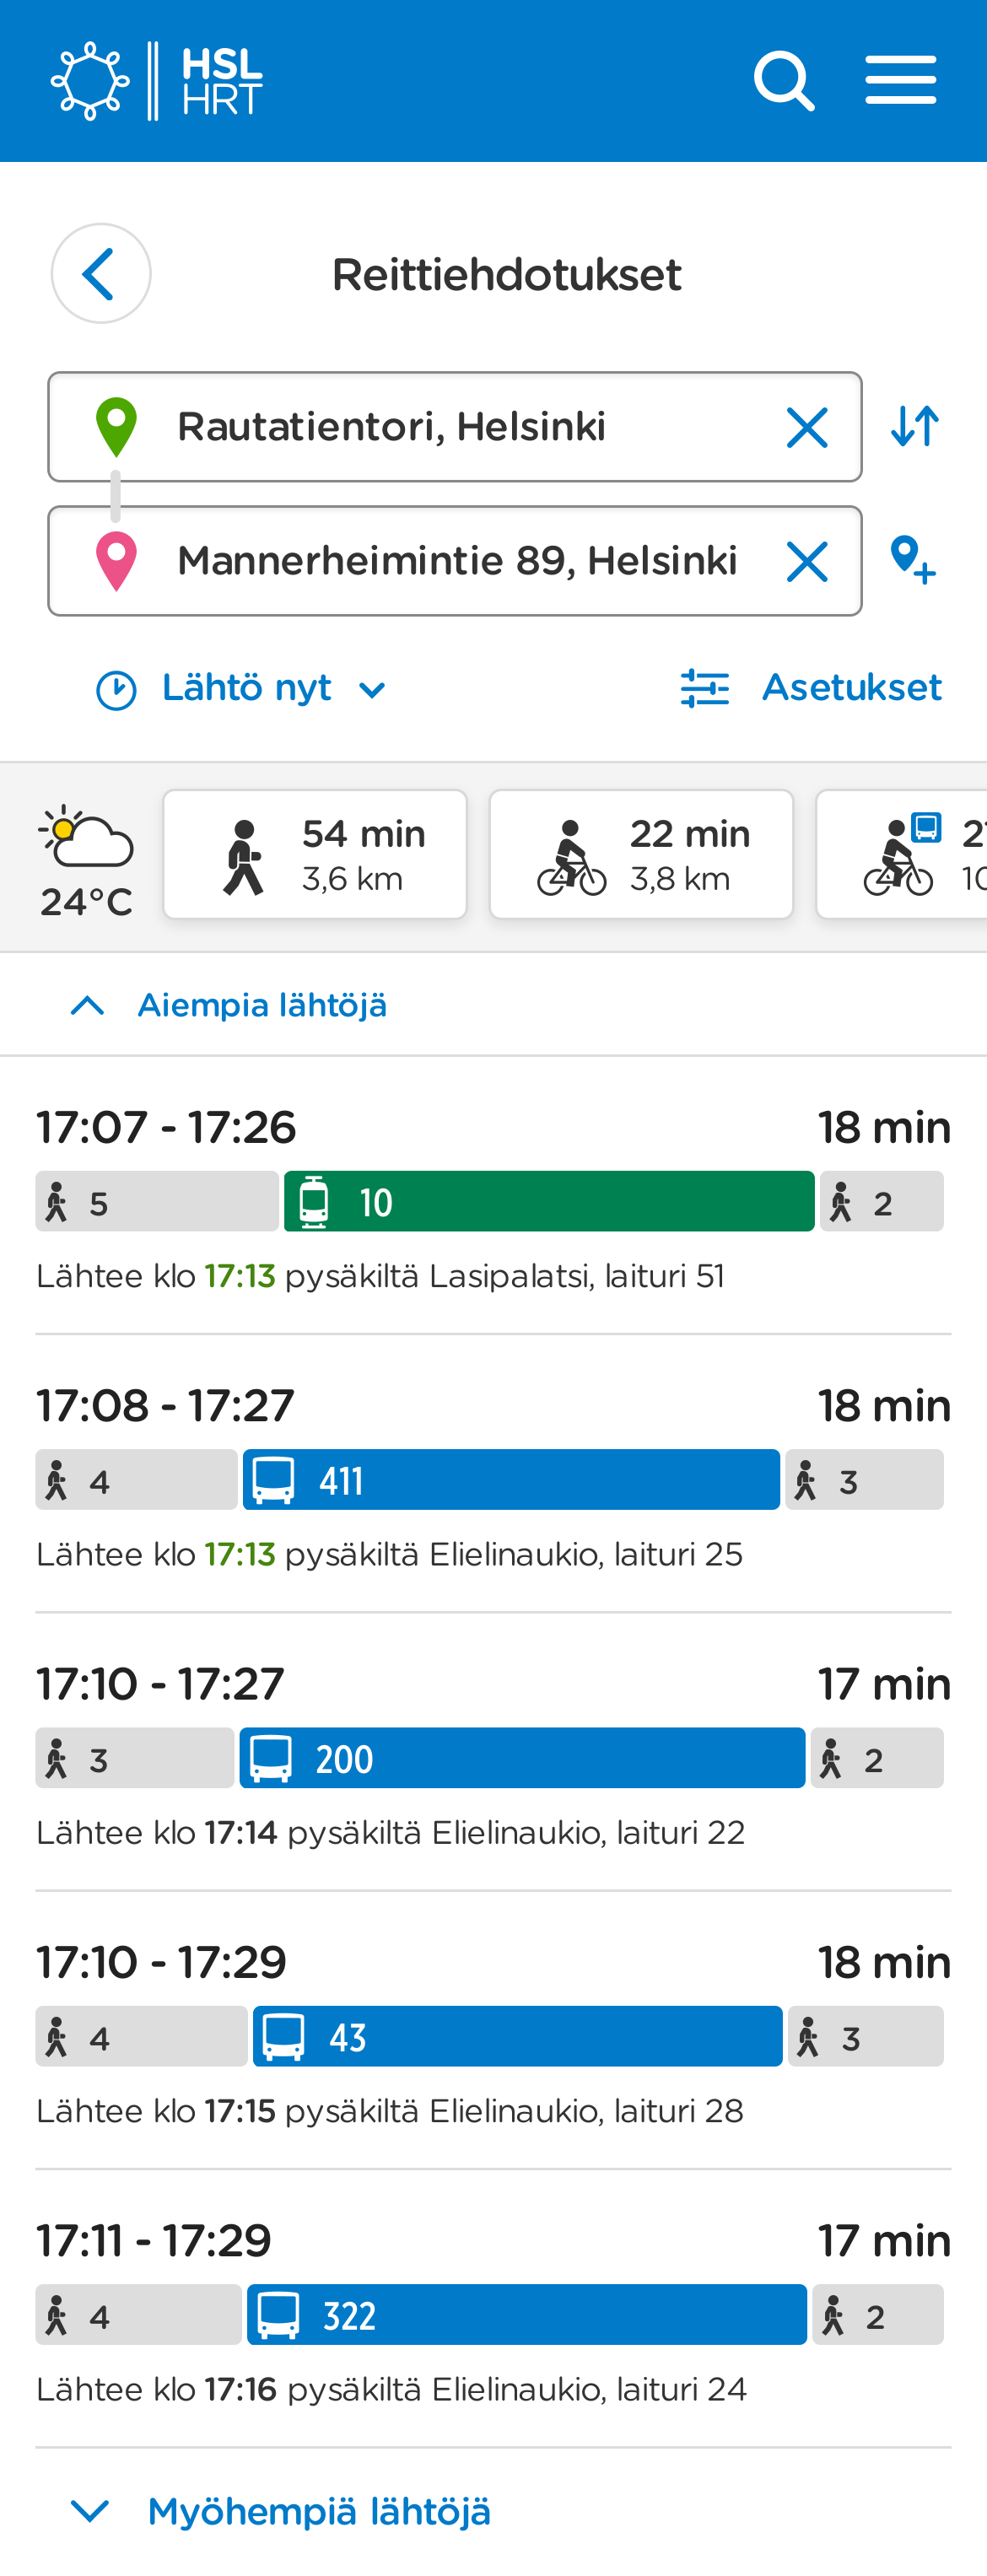 HSL
HRT
Reittiehdotukset
Rautatientori, Helsinki
Mannerheimintie 89, Helsinki
Lähtö nyt
Asetukset
24°C
54 min
3,6 km
22 min
3,8 km
Aiempia lähtöjä
17:07 - 17:26 18 min
5 10 2
Lähtee klo 17:13 pysäkiltä Lasipalatsi, laituri 51
17:08 - 17:27 18 min
4 411 3
Lähtee klo 17:13 pysäkiltä Elielinaukio, laituri 25
17:10 - 17:27 17 min
3 200 2
Lähtee klo 17:14 pysäkiltä Elielinaukio, laituri 22
17:10 - 17:29 18 min
4 43 3
Lähtee klo 17:15 pysäkiltä Elielinaukio, laituri 28
17:11 - 17:29 17 min
4 322 2
Lähtee klo 17:16 pysäkiltä Elielinaukio, laituri 24
Myöhempiä lähtöjä